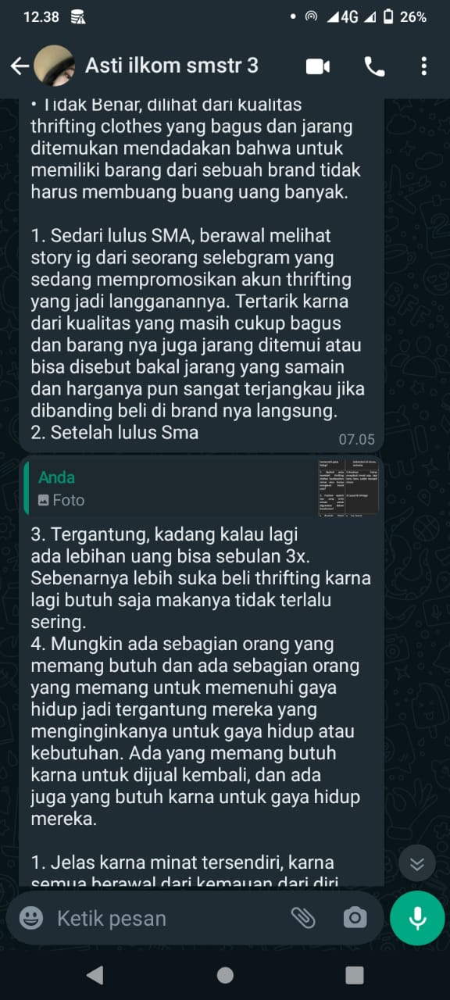 12.38
4G
26%
Asti ilkom smstr 3
• Tidak Benar, dilihat dari kualitas
thrifting clothes yang bagus dan jarang
ditemukan mendadakan bahwa untuk
memiliki barang dari sebuah brand tidak
harus membuang buang uang banyak.
1. Sedari lulus SMA, berawal melihat
story ig dari seorang selebgram yang
sedang mempromosikan akun thrifting
yang jadi langganannya. Tertarik karna
dari kualitas yang masih cukup bagus
dan barang nya juga jarang ditemui atau
bisa disebut bakal jarang yang samain
dan harganya pun sangat terjangkau jika
dibanding beli di brand nya langsung.
2. Setelah lulus Sma
07.05
Anda
Foto
3. Tergantung, kadang kalau lagi
ada lebihan uang bisa sebulan 3x.
Sebenarnya lebih suka beli thrifting karna
lagi butuh saja makanya tidak terlalu
sering.
4. Mungkin ada sebagian orang yang
memang butuh dan ada sebagian orang
yang memang untuk memenuhi gaya
hidup jadi tergantung mereka yang
menginginkanya untuk gaya hidup atau
kebutuhan. Ada yang memang butuh
karna untuk dijual kembali, dan ada
juga yang butuh karna untuk gaya hidup
mereka.
1. Jelas karna minat tersendiri, karna
semua berawal dari kemauan dari diri
Ketik pesan